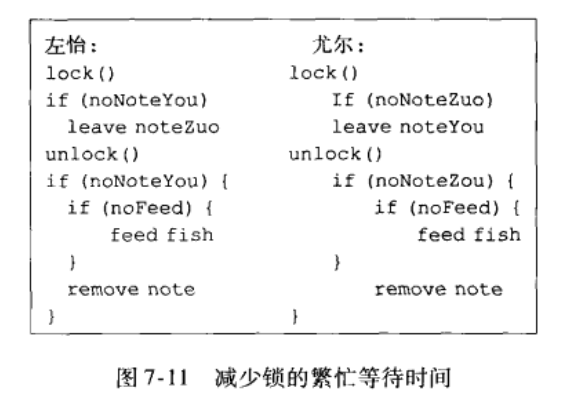 左怡：
lock()
if (noNoteYou)
leave noteZuo
unlock()
if (noNoteYou) {
if (noFeed) {
feed fish
}
remove note
}
尤尔：
lock()
If (noNoteZuo)
leave noteYou
unlock()
if (noNoteZou) {
if (noFeed) {
feed fish
}
remove note
}
图 7-11 减少锁的繁忙等待时间